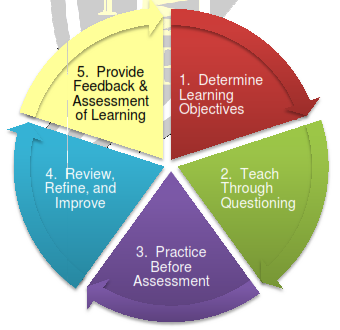 1. Determine
Learning
Objectives
2. Teach
Through
Questioning
3. Practice
Before
Assessment
4. Review,
Refine, and
Improve
5. Provide
Feedback &
Assessment
of Learning